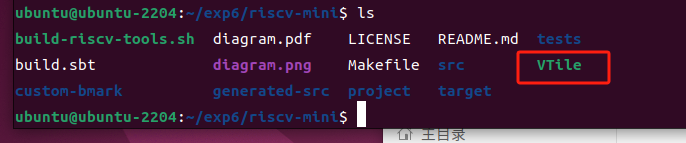 ubuntu@ubuntu-2204:~/exp6/riscv-mini$ ls
build-riscv-tools.sh diagram.pdf LICENSE README.md tests
build.sbt diagram.png Makefile src VTile
custom-bmark generated-src project target
ubuntu@ubuntu-2204:~/exp6/riscv-mini$
主目录